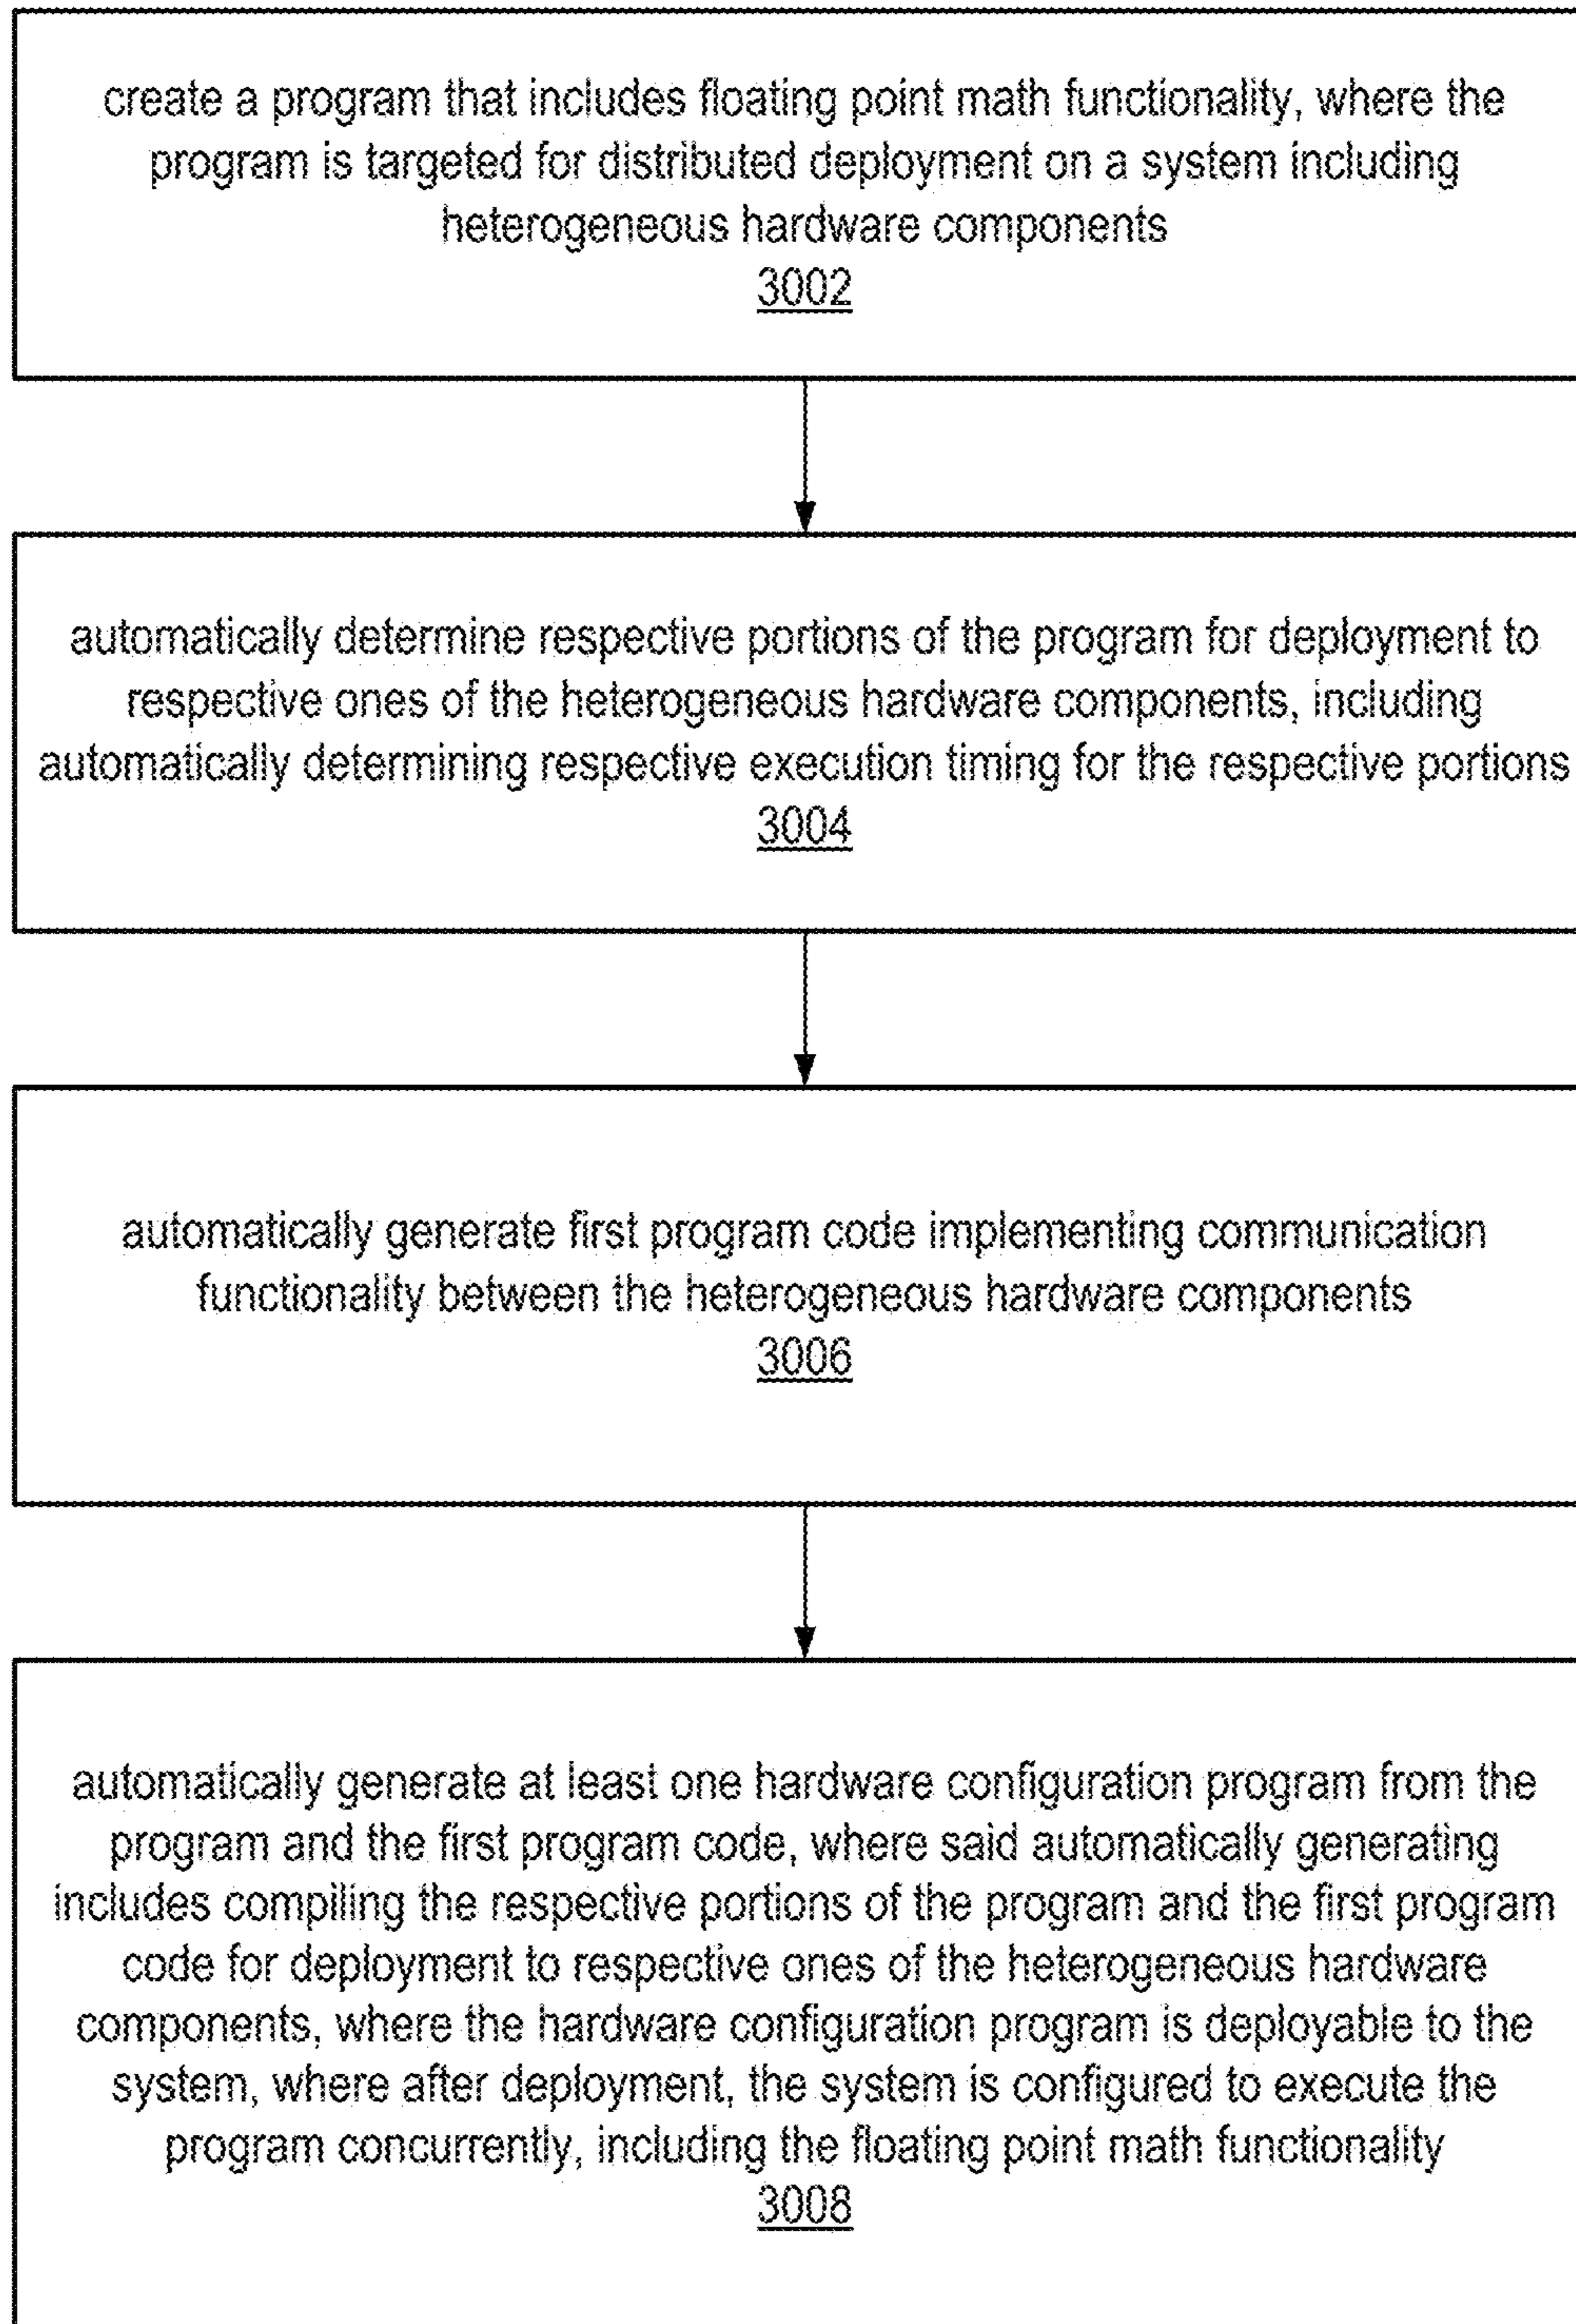 create a program that includes floating point math functionality, where the
program is targeted for distributed deployment on a system including
heterogeneous hardware components
3002
automatically determine respective portions of the program for deployment to
respective ones of the heterogeneous hardware components, including
automatically determining respective execution timing for the respective portions
3004
automatically generate first program code implementing communication
functionality between the heterogeneous hardware components
3006
automatically generate at least one hardware configuration program from the
program and the first program code, where said automatically generating
includes compiling the respective portions of the program and the first program
code for deployment to respective ones of the heterogeneous hardware
components, where the hardware configuration program is deployable to the
system, where after deployment, the system is configured to execute the
program concurrently, including the floating point math functionality
3008